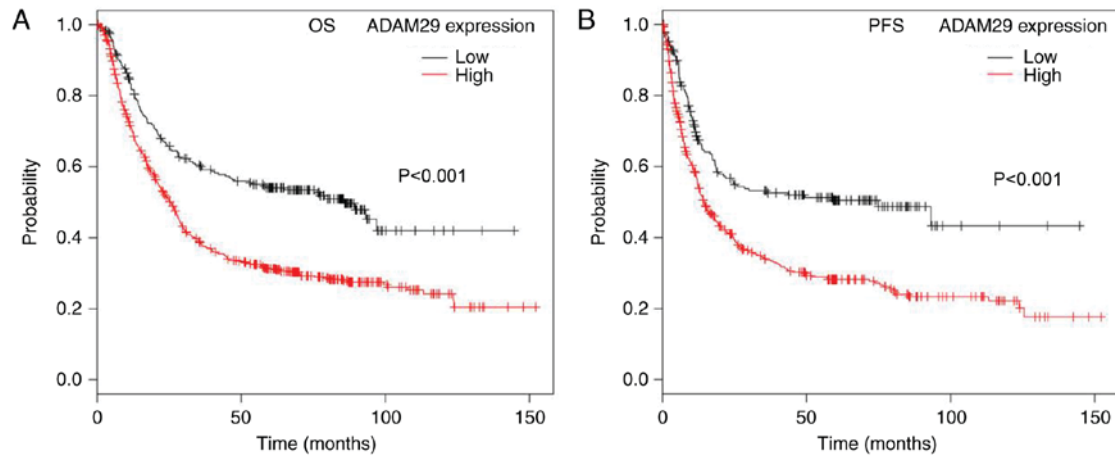 A
OS ADAM29 expression
Low
High
P<0.001
Probability
1.0
0.8
0.6
0.4
0.2
0.0
0 50 100 150
Time (months)
B
PFS ADAM29 expression
Low
High
P<0.001
Probability
1.0
0.8
0.6
0.4
0.2
0.0
0 50 100 150
Time (months)